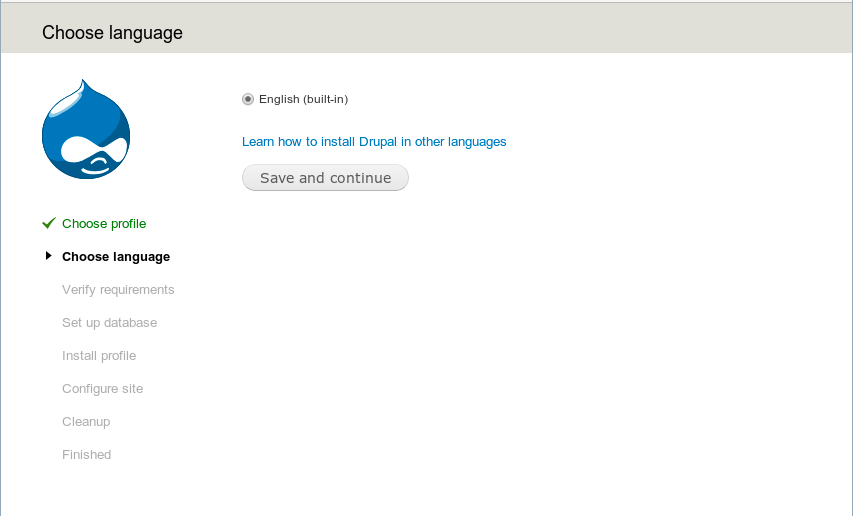 Choose language
English (built-in)
Learn how to install Drupal in other languages
Save and continue
Choose profile
Choose language
Verify requirements
Set up database
Install profile
Configure site
Cleanup
Finished